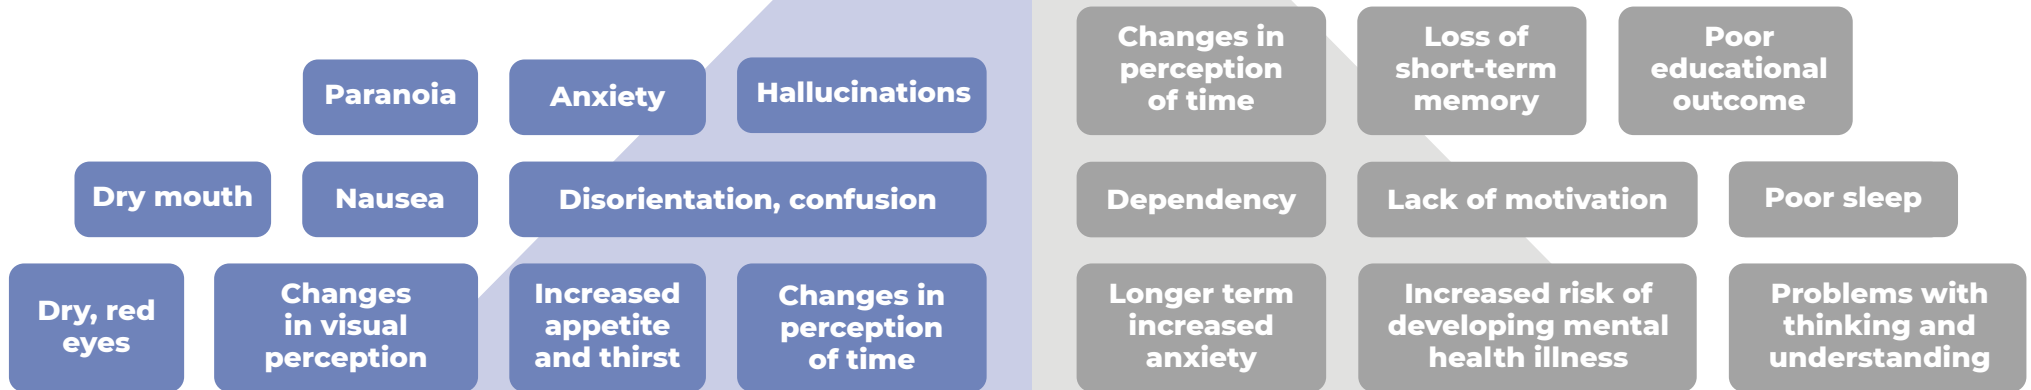 Paranoia
Anxiety
Hallucinations
Dry mouth
Nausea
Disorientation, confusion
Dry, red
eyes
Changes
in visual
perception
Increased
appetite
and thirst
Changes in
perception
of time
Changes in
perception
of time
Loss of
short-term
memory
Poor
educational
outcome
Dependency
Lack of motivation
Poor sleep
Longer term
increased
anxiety
Increased risk of
developing mental
health illness
Problems with
thinking and
understanding